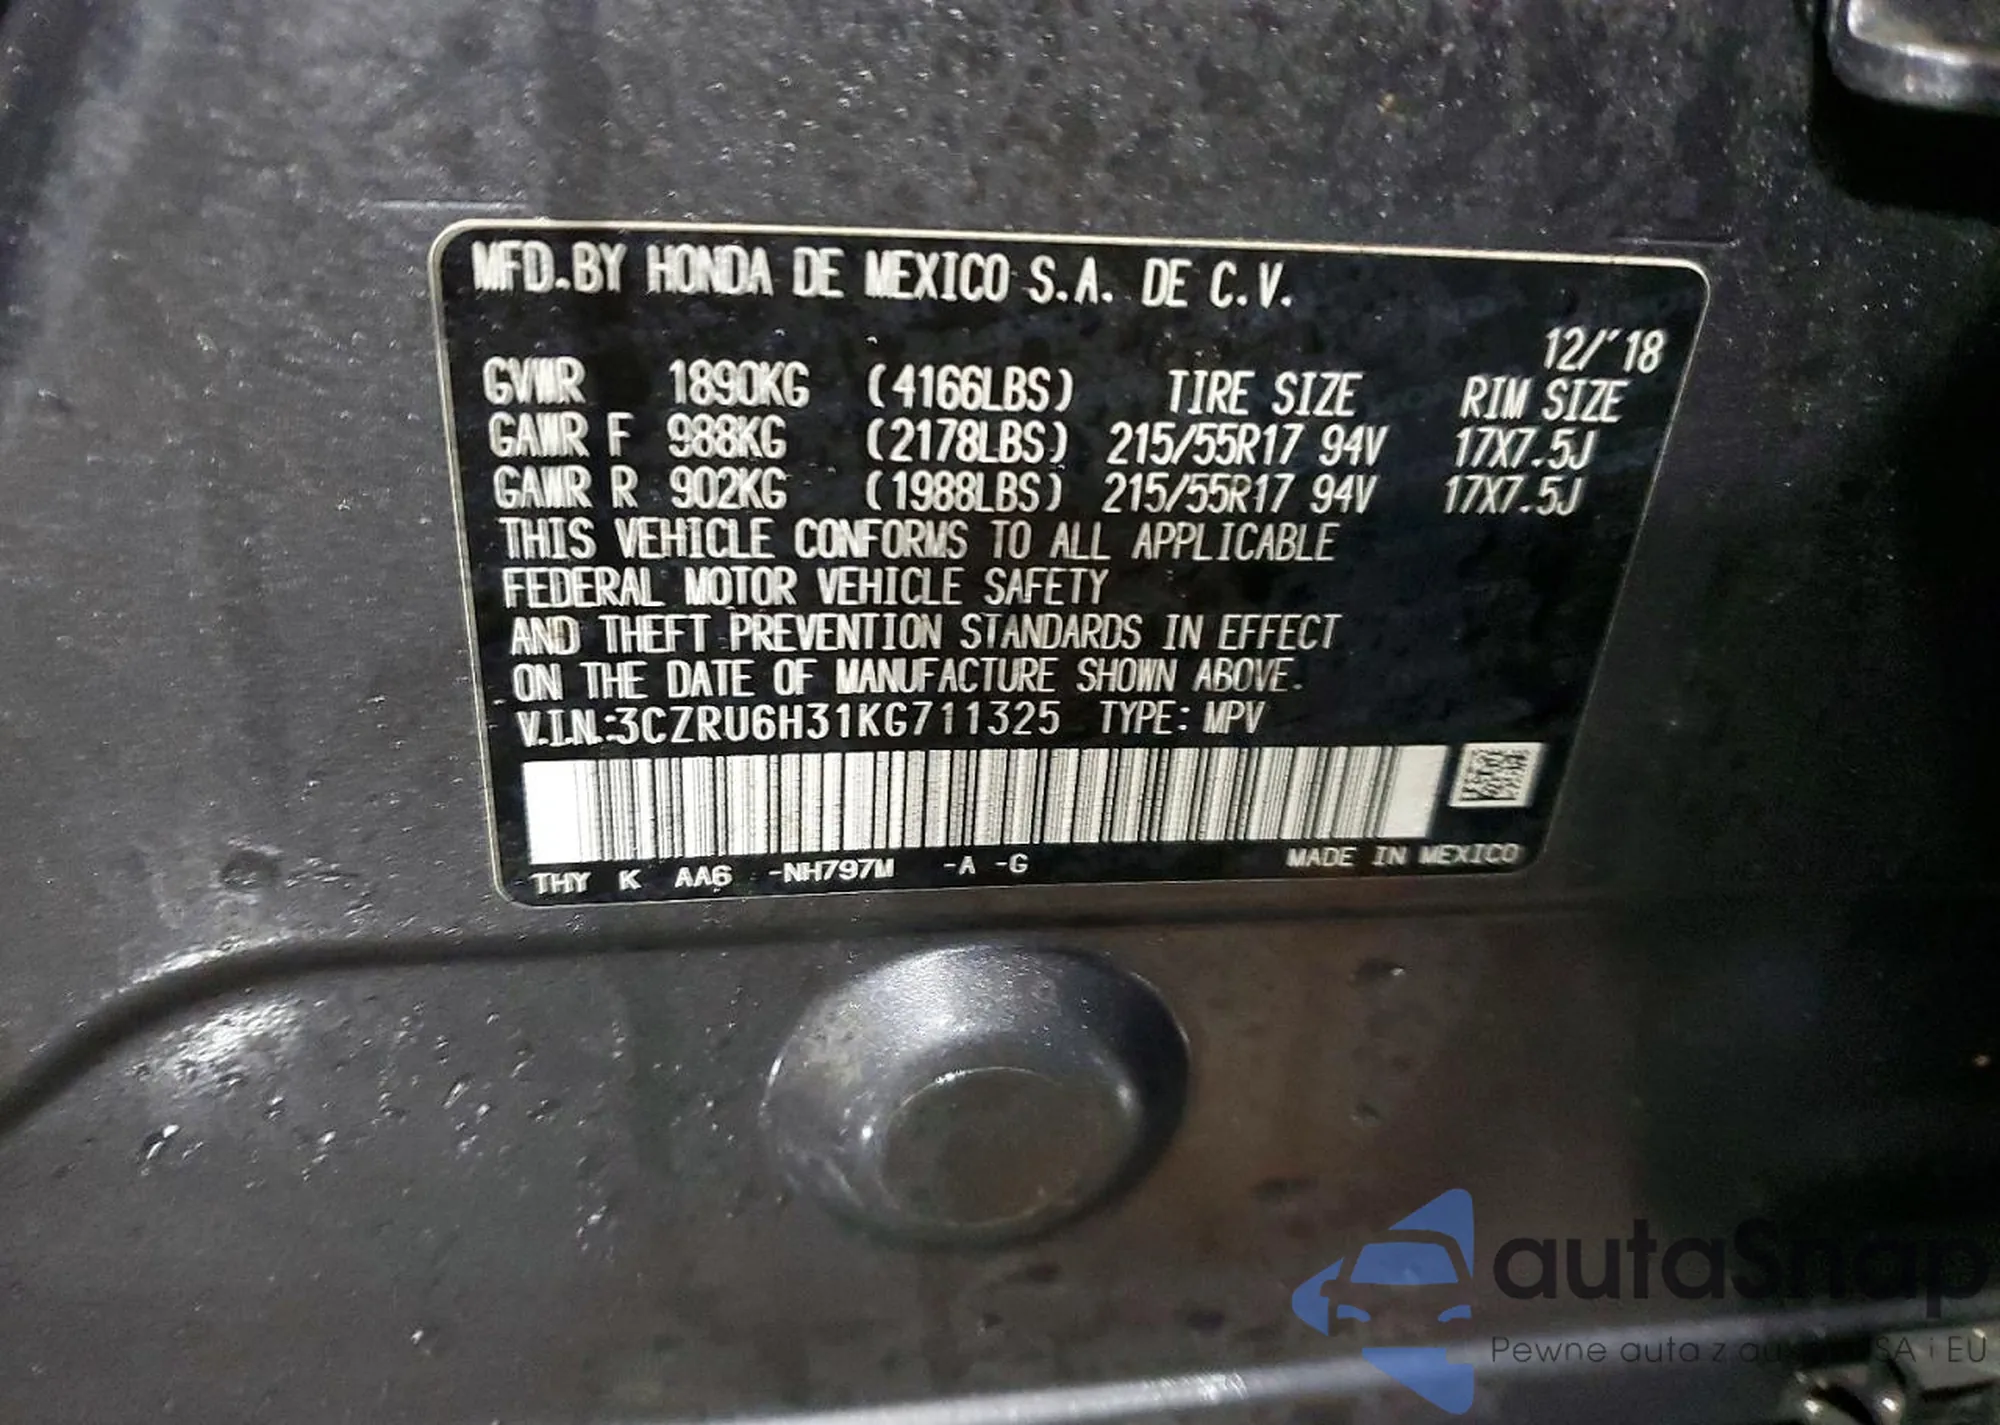 MFD.BY HONDA DE MEXICO S.A. DE C.V.
12/'18
GVWR 1890KG (4166LBS) TIRE SIZE RIM SIZE
GAWR F 988KG (2178LBS) 215/55R17 94V 17X7.5J
GAWR R 902KG (1988LBS) 215/55R17 94V 17X7.5J
THIS VEHICLE CONFORMS TO ALL APPLICABLE
FEDERAL MOTOR VEHICLE SAFETY
AND THEFT PREVENTION STANDARDS IN EFFECT
ON THE DATE OF MANUFACTURE SHOWN ABOVE.
V.I.N.:3CZRU6H31KG711325 TYPE: MPV
THY K AA6 -NH797M -A -G MADE IN MEXICO
autaSnap
Pewne auta z i EU